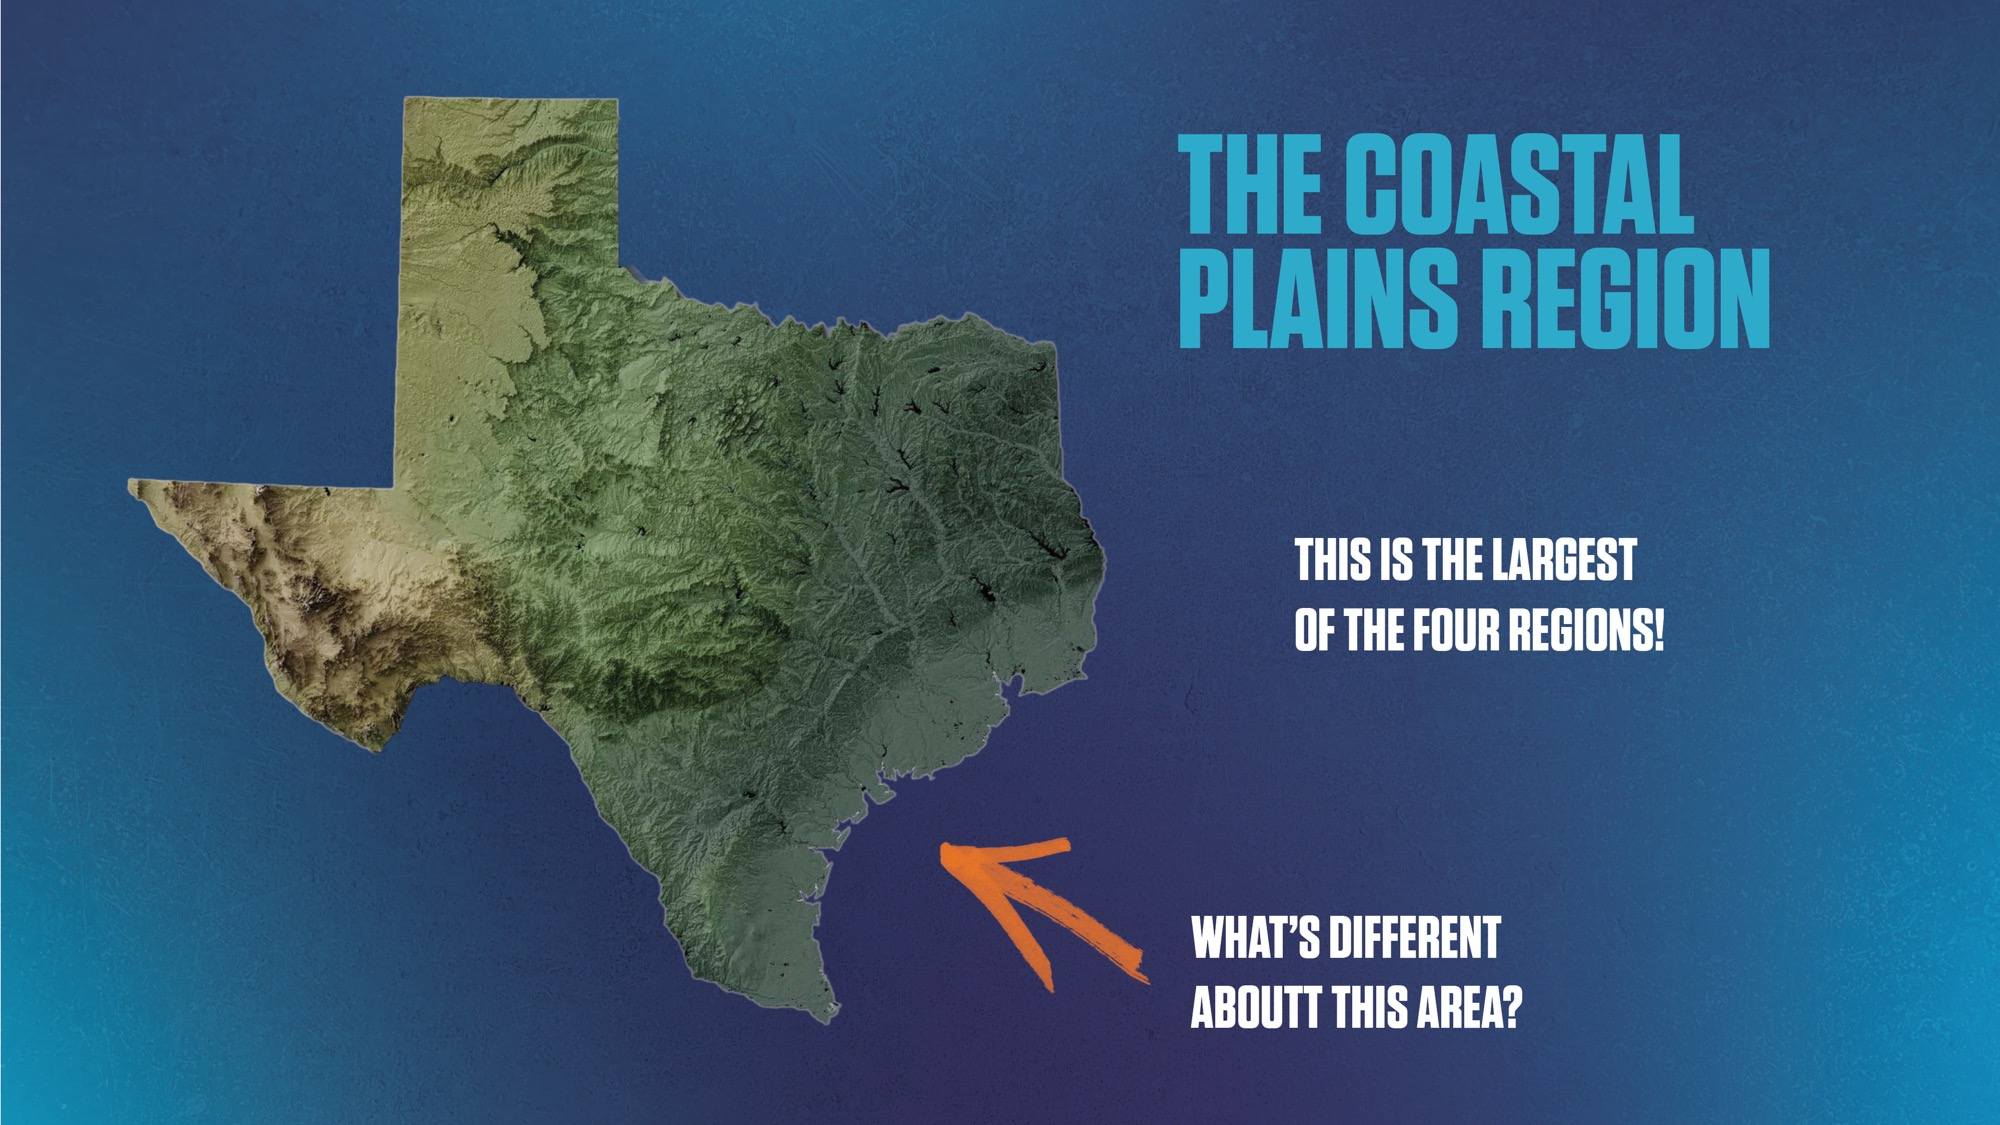 THE COASTAL
PLAINS REGION
THIS IS THE LARGEST
OF THE FOUR REGIONS!
WHAT'S DIFFERENT
ABOUTT THIS AREA?